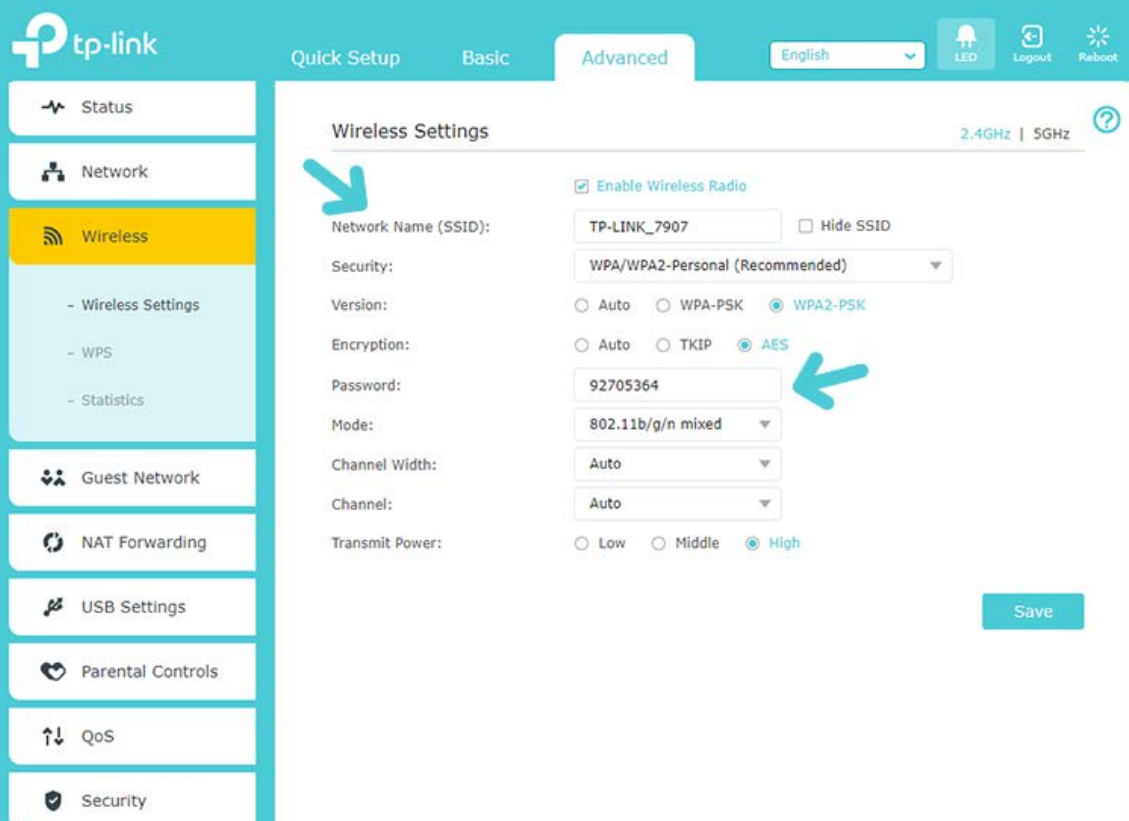 tp-link
Quick Setup Basic Advanced English LED Logout Reboot
Status
Network
Wireless
- Wireless Settings
- WPS
- Statistics
Guest Network
NAT Forwarding
USB Settings
Parental Controls
QoS
Security
Wireless Settings 2.4GHz | 5GHz ?
Enable Wireless Radio
Network Name (SSID): TP-LINK_7907 Hide SSID
Security: WPA/WPA2-Personal (Recommended)
Version: Auto WPA-PSK WPA2-PSK
Encryption: Auto TKIP AES
Password: 92705364
Mode: 802.11b/g/n mixed
Channel Width: Auto
Channel: Auto
Transmit Power: Low Middle High
Save